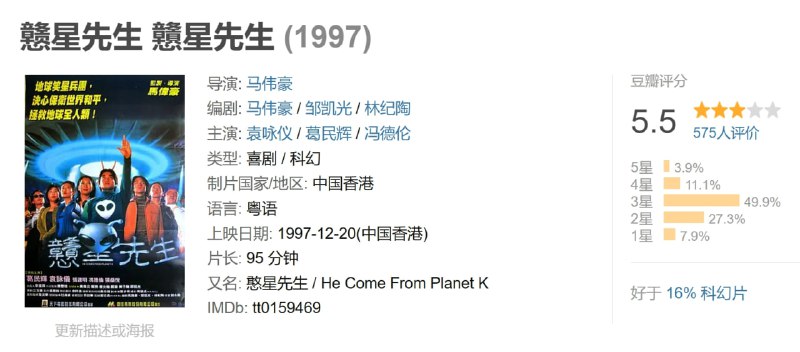 戇星先生 戇星先生 (1997)
地球笑星兵團,
決心保衛世界和平,
拯救地球全人類!
監製·導演
馬偉豪
戇星先生
葛民輝 袁詠儀
导演: 马伟豪
编剧: 马伟豪 / 邹凯光 / 林纪陶
主演: 袁咏仪 / 葛民辉 / 冯德伦
类型: 喜剧 / 科幻
制片国家/地区: 中国香港
语言: 粤语
上映日期: 1997-12-20(中国香港)
片长: 95 分钟
又名: 憨星先生 / He Come From Planet K
IMDb: tt0159469
更新描述或海报
豆瓣评分
5.5
575人评价
5星 3.9%
4星 11.1%
3星 49.9%
2星 27.3%
1星 7.9%
好于 16% 科幻片